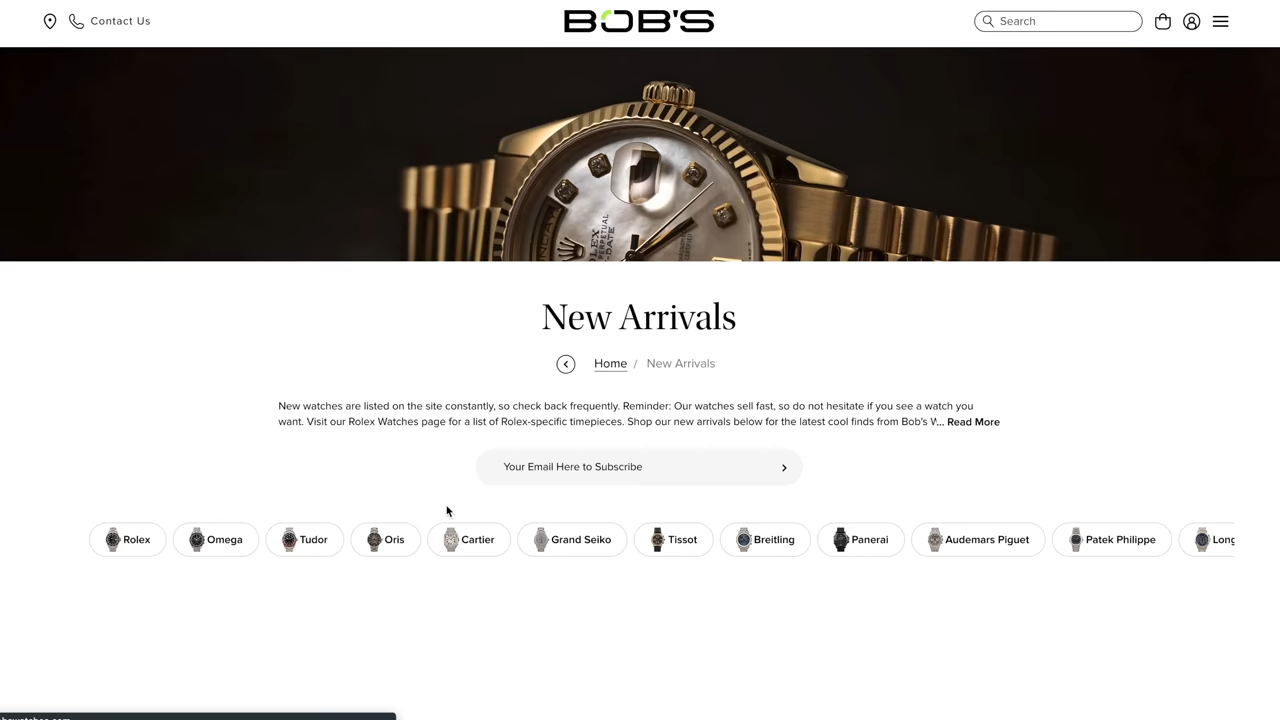 Contact Us
BOB'S
Search
New Arrivals
Home / New Arrivals
New watches are listed on the site constantly, so check back frequently. Reminder: Our watches sell fast, so do not hesitate if you see a watch you
want. Visit our Rolex Watches page for a list of Rolex-specific timepieces. Shop our new arrivals below for the latest cool finds from Bob's W... Read More
Your Email Here to Subscribe
Rolex
Omega
Tudor
Oris
Cartier
Grand Seiko
Tissot
Breitling
Panerai
Audemars Piguet
Patek Philippe
Long